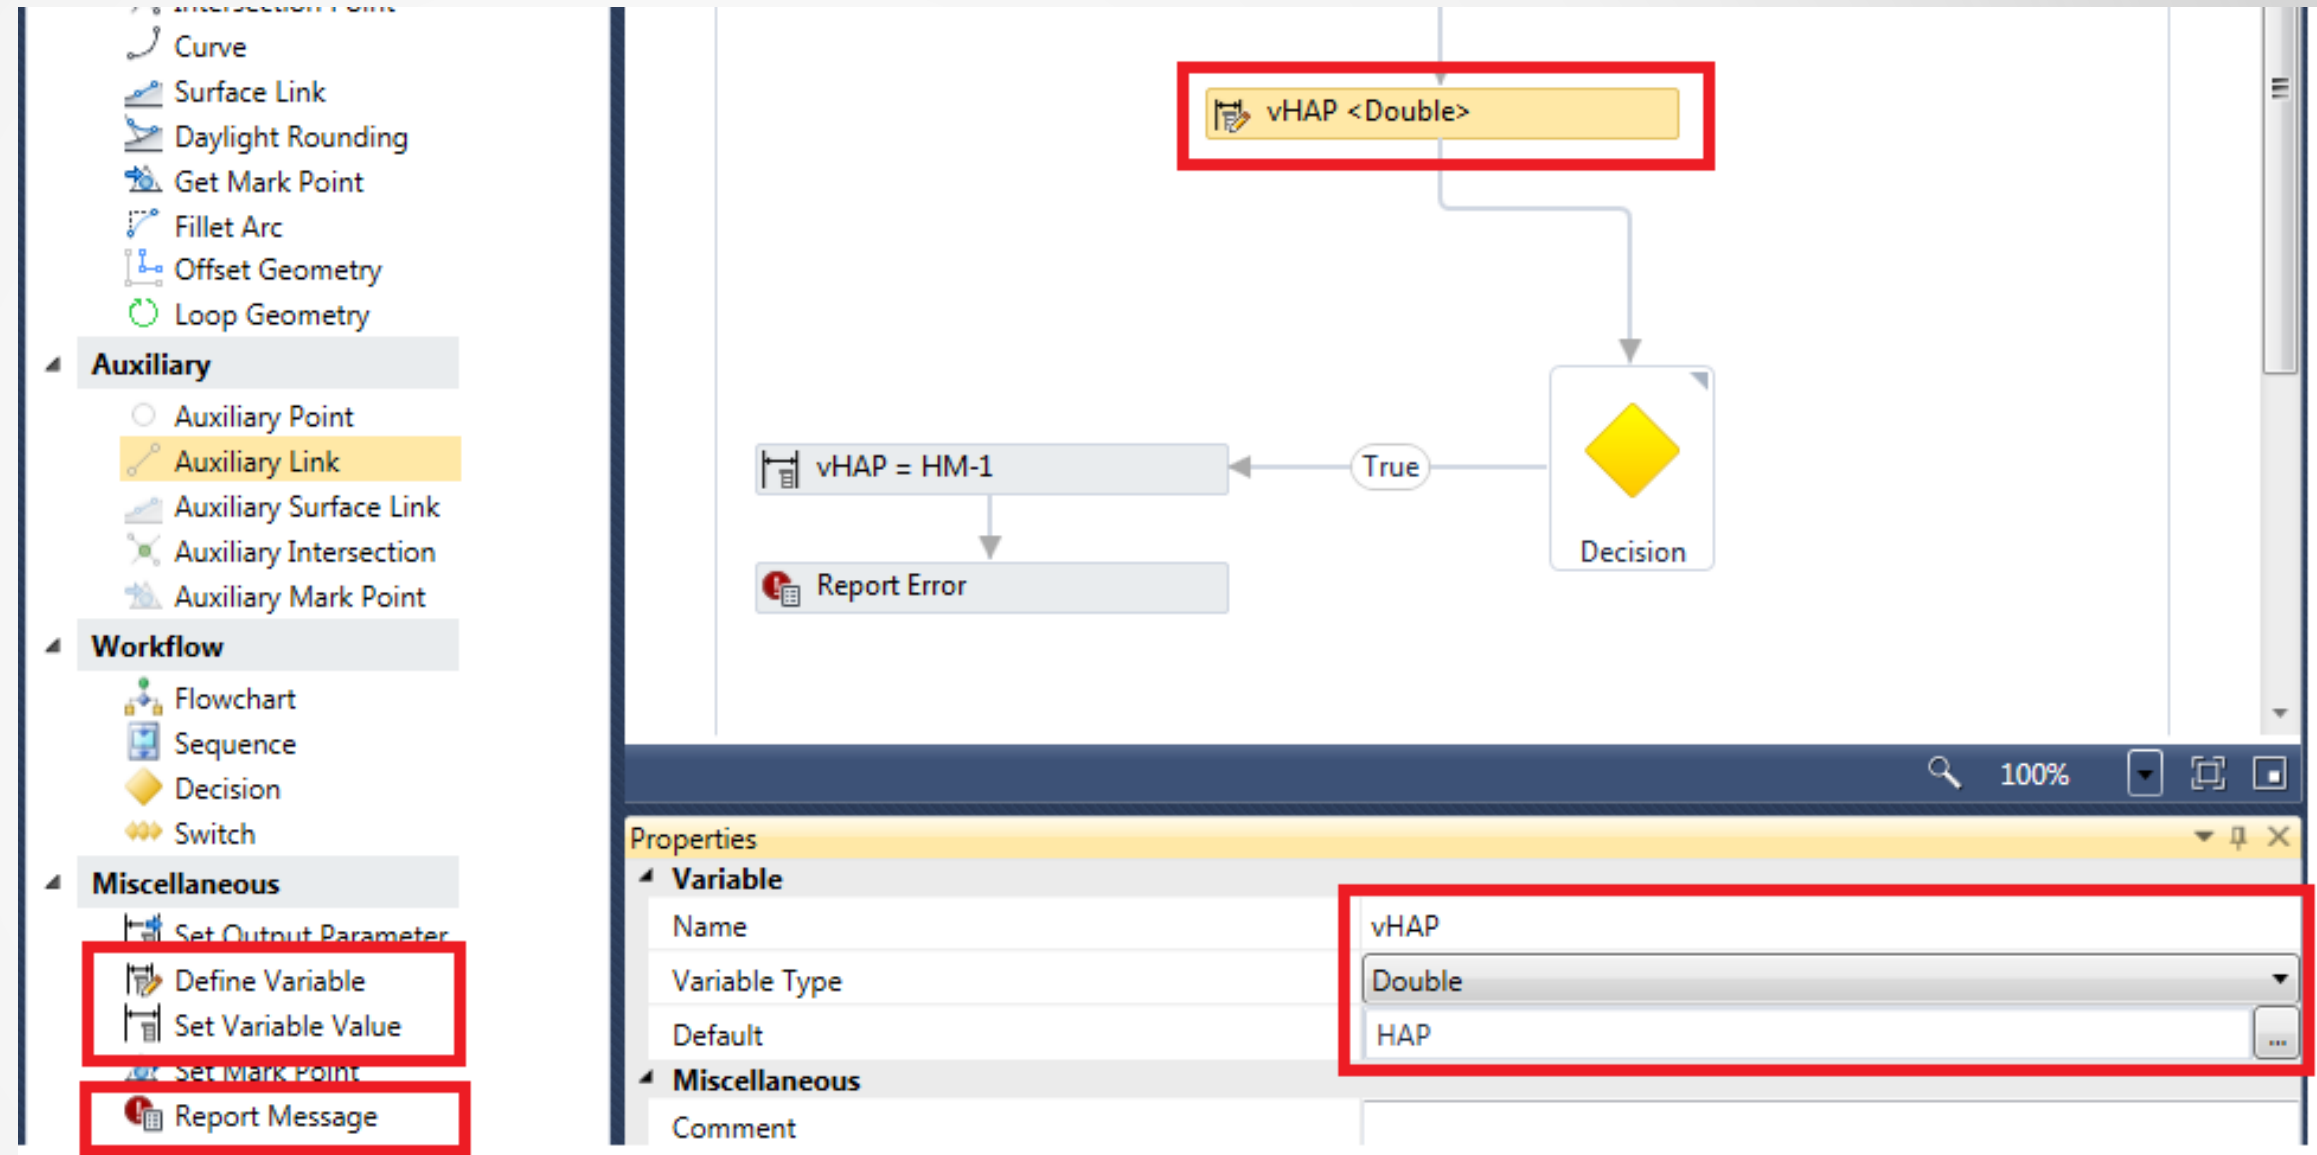 Intersection Point
Curve
Surface Link
Daylight Rounding
Get Mark Point
Fillet Arc
Offset Geometry
Loop Geometry
Auxiliary
Auxiliary Point
Auxiliary Link
Auxiliary Surface Link
Auxiliary Intersection
Auxiliary Mark Point
Workflow
Flowchart
Sequence
Decision
Switch
Miscellaneous
Set Output Parameter
Define Variable
Set Variable Value
Set Mark Point
Report Message
vHAP <Double>
vHAP = HM-1
True
Decision
Report Error
100%
Properties
Variable
Name vHAP
Variable Type Double
Default HAP ...
Miscellaneous
Comment